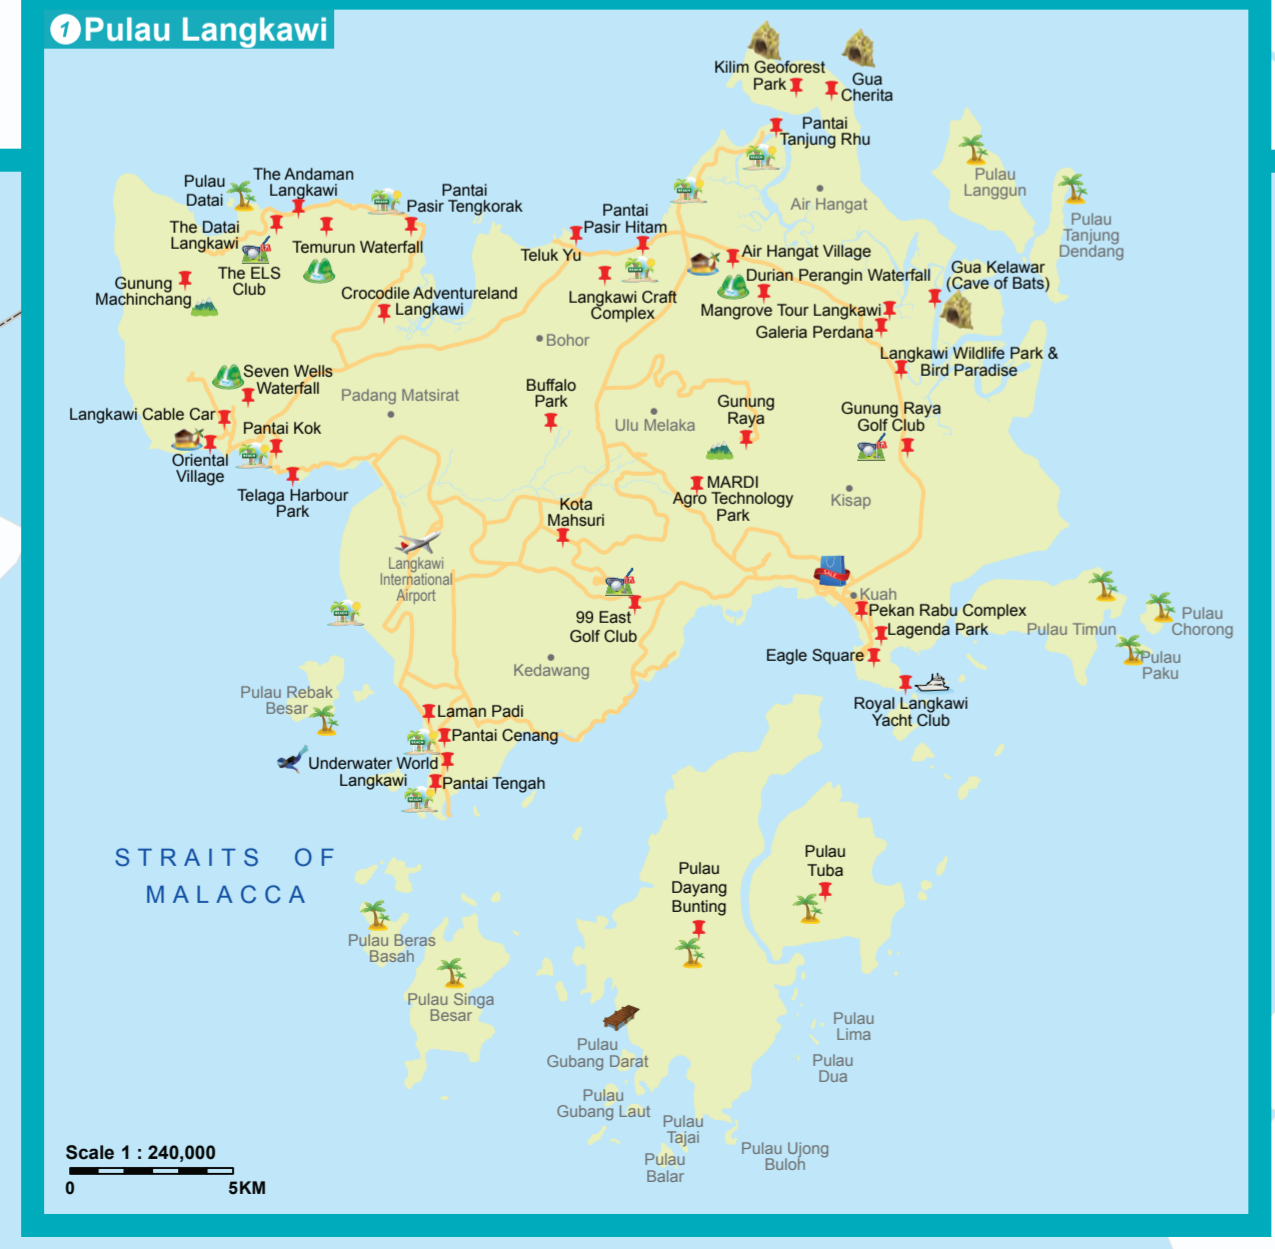 1 Pulau Langkawi
Kilim Geoforest
Park
Gua
Cherita
Pantai
Tanjung Rhu
Pulau
Langgun
Air Hangat
Pulau
Tanjung
Dendang
Pulau
Datai
The Andaman
Langkawi
Pantai
Pasir Tengkorak
The Datai
Langkawi
Temurun Waterfall
The ELS
Club
Gunung
Machinchang
Crocodile Adventureland
Langkawi
Pantai
Pasir Hitam
Teluk Yu
Langkawi Craft
Complex
Air Hangat Village
Durian Perangin Waterfall
Gua Kelawar
(Cave of Bats)
Mangrove Tour Langkawi
Galeria Perdana
Langkawi Wildlife Park &
Bird Paradise
Bohor
Seven Wells
Waterfall
Padang Matsirat
Buffalo
Park
Ulu Melaka
Gunung
Raya
Gunung Raya
Golf Club
Langkawi Cable Car
Pantai Kok
Oriental
Village
Telaga Harbour
Park
MARDI
Agro Technology
Park
Kisap
Kota
Mahsuri
Langkawi
International
Airport
SALE
Kuah
Pekan Rabu Complex
Lagenda Park
Eagle Square
Royal Langkawi
Yacht Club
99 East
Golf Club
Kedawang
Pulau Timun
Pulau
Chorong
Pulau
Paku
Pulau Rebak
Besar
Laman Padi
Pantai Cenang
Underwater World
Langkawi
Pantai Tengah
STRAITS OF
MALACCA
Pulau
Dayang
Bunting
Pulau
Tuba
Pulau Beras
Basah
Pulau Singa
Besar
Pulau
Gubang Darat
Pulau
Lima
Pulau
Dua
Pulau
Gubang Laut
Pulau
Tajai
Pulau
Balar
Pulau Ujong
Buloh
Scale 1 : 240,000
0 5KM